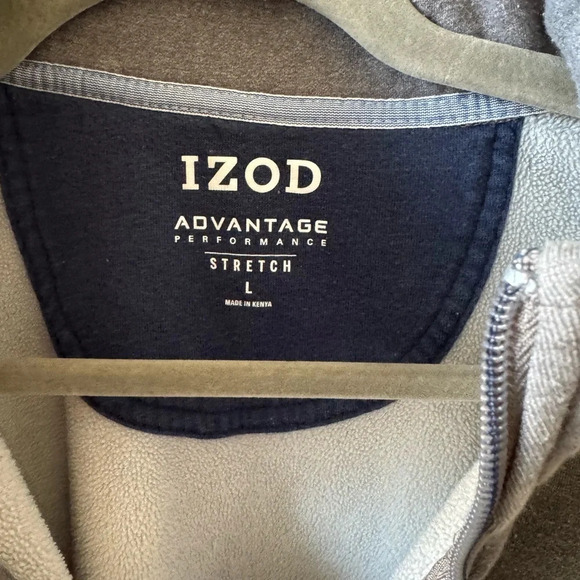 IZOD
ADVANTAGE
PERFORMANCE
STRETCH
L
MADE IN KENYA